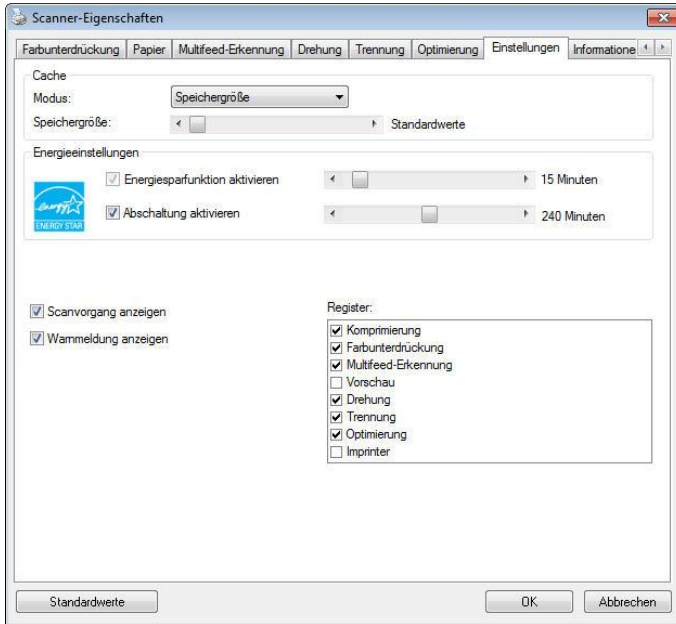 Scanner-Eigenschaften
Farbunterdrückung Papier Multifeed-Erkennung Drehung Trennung Optimierung Einstellungen Informatione
Cache
Modus: Speichergröße
Speichergröße: Standardwerte
Energieeinstellungen
Energiesparfunktion aktivieren 15 Minuten
Abschaltung aktivieren 240 Minuten
energy
ENERGY STAR
Scanvorgang anzeigen
Warnmeldung anzeigen
Register:
Komprimierung
Farbunterdrückung
Multifeed-Erkennung
Vorschau
Drehung
Trennung
Optimierung
Imprinter
Standardwerte OK Abbrechen